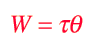 W = τθ